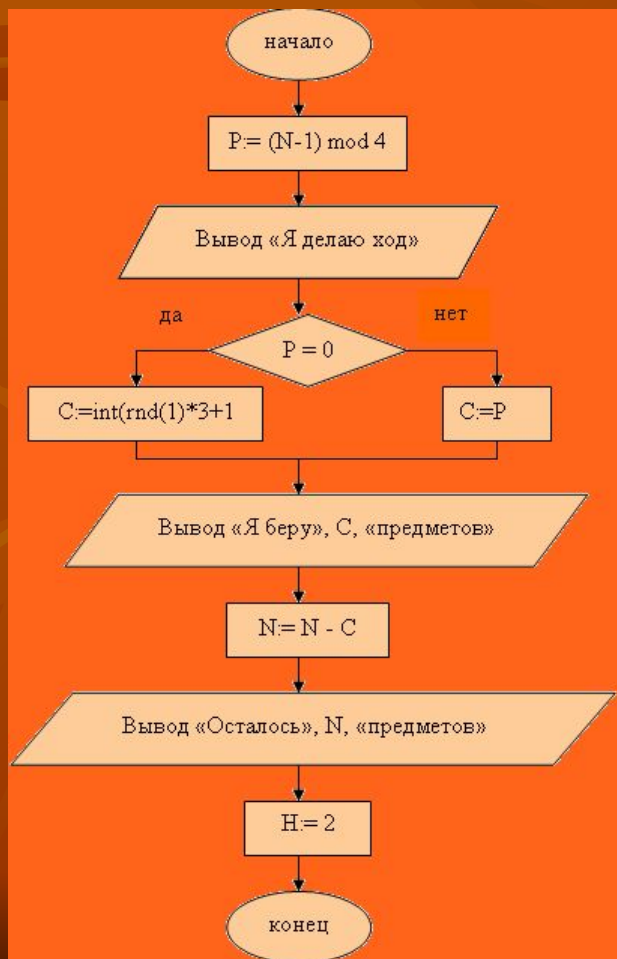 начало
P:= (N-1) mod 4
Вывод «Я делаю ход»
да
нет
P = 0
C:=int(rnd(1)*3+1
C:=P
Вывод «Я беру», C, «предметов»
N:= N - C
Вывод «Осталось», N, «предметов»
H:= 2
конец